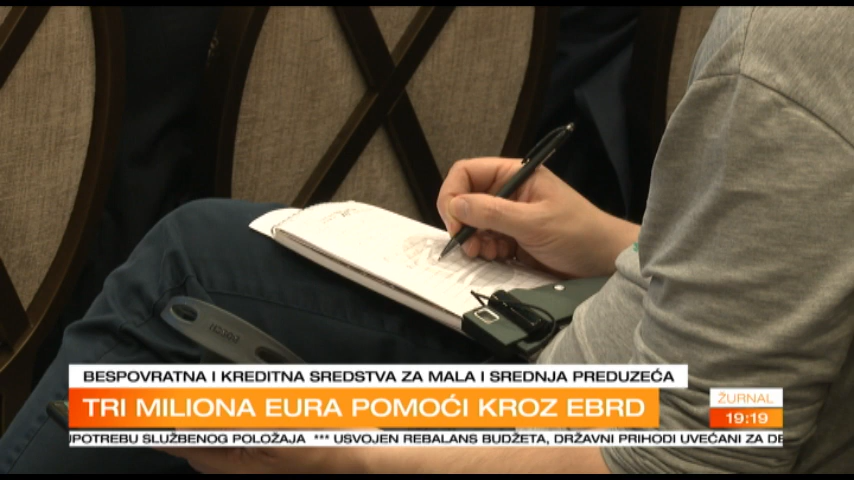 BESPOVRATNA I KREDITNA SREDSTVA ZA MALA I SREDNJA PREDUZEĆA
TRI MILIONA EURA POMOĆI KROZ EBRD
ŽURNAL
19:19
UPOTREBU SLUŽBENOG POLOŽAJA *** USVOJEN REBALANS BUDŽETA, DRŽAVNI PRIHODI UVEĆANI ZA